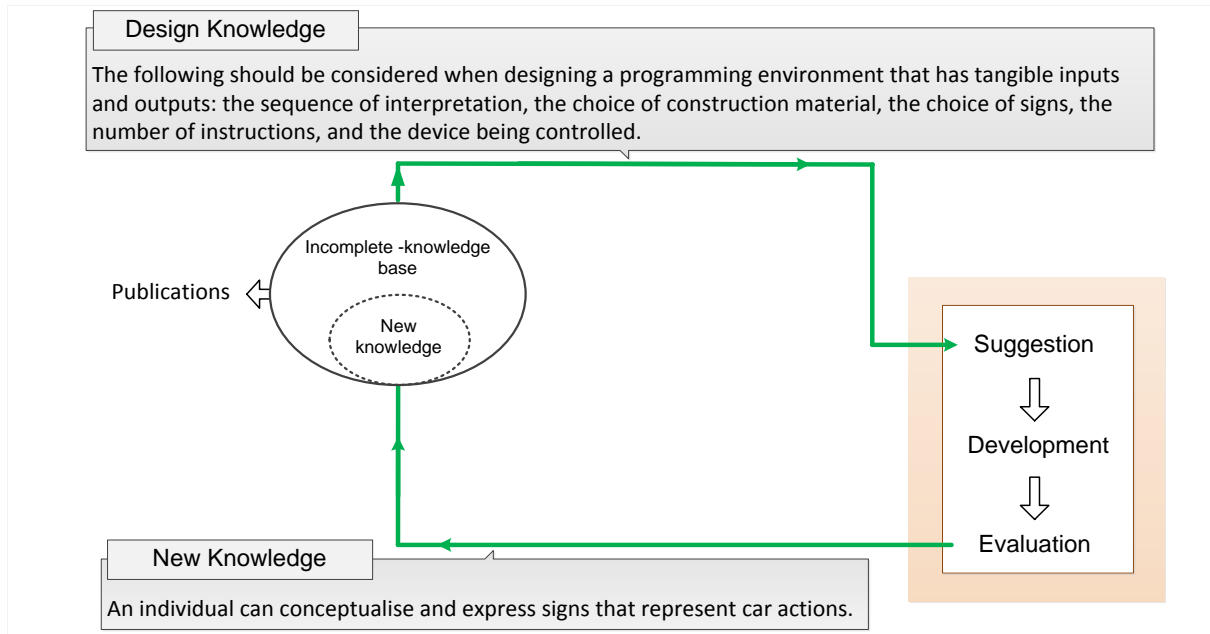 Design Knowledge
The following should be considered when designing a programming environment that has tangible inputs
and outputs: the sequence of interpretation, the choice of construction material, the choice of signs, the
number of instructions, and the device being controlled.
Incomplete -knowledge
base
Publications
New
knowledge
Suggestion
Development
Evaluation
New Knowledge
An individual can conceptualise and express signs that represent car actions.